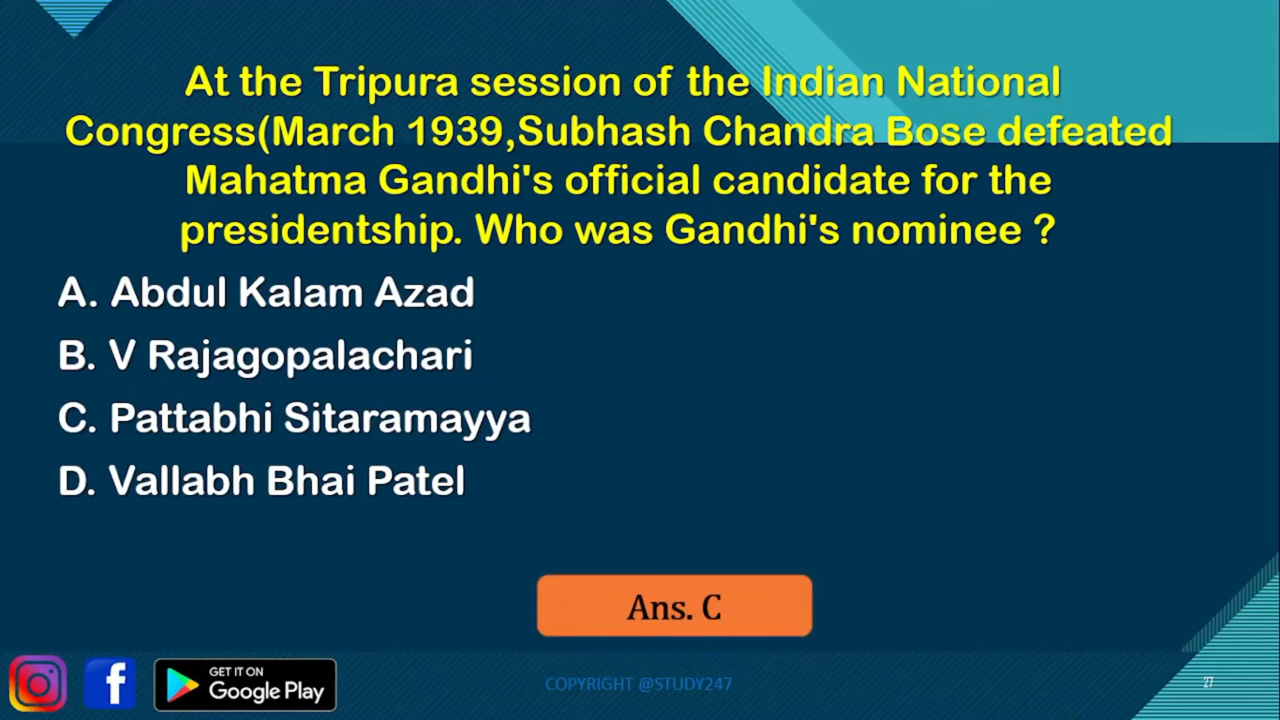 At the Tripura session of the Indian National
Congress(March 1939,Subhash Chandra Bose defeated
Mahatma Gandhi's official candidate for the
presidentship. Who was Gandhi's nominee ?
A. Abdul Kalam Azad
B. V Rajagopalachari
C. Pattabhi Sitaramayya
D. Vallabh Bhai Patel
Ans. C
f
GET IT ON
Google Play
COPYRIGHT @STUDY247
27